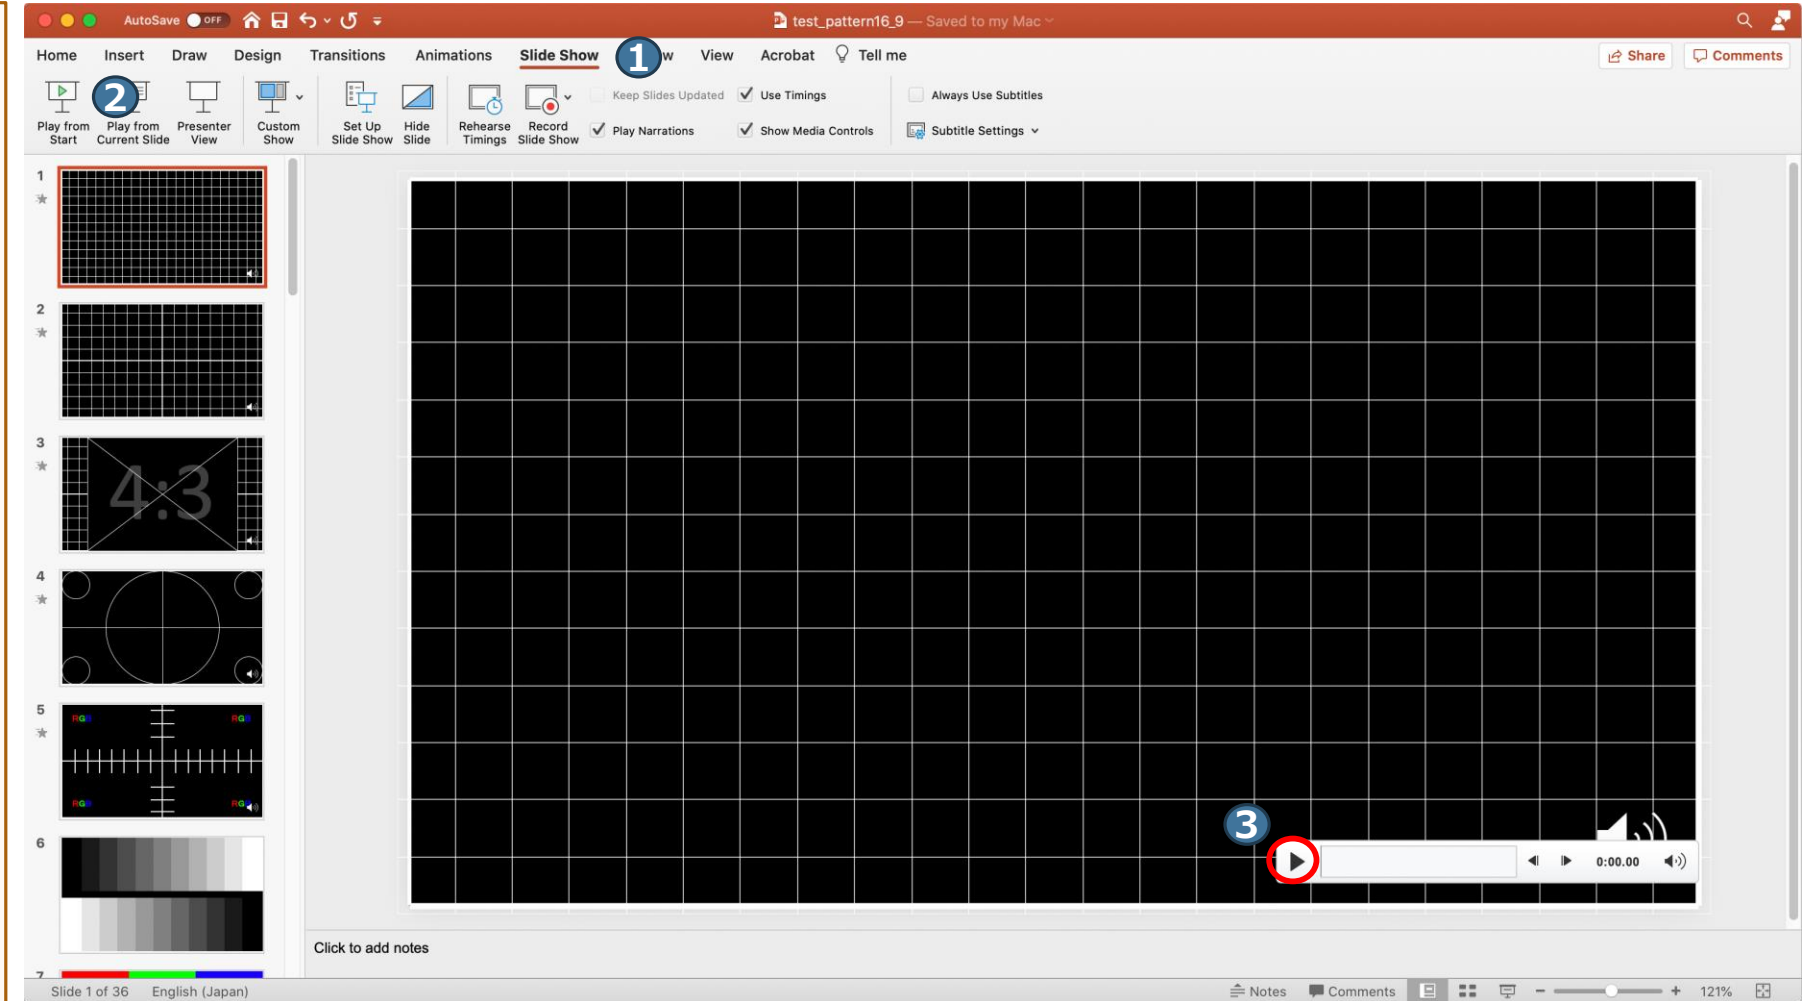 AutoSave OFF test_pattern16_9 — Saved to my Mac
Home Insert Draw Design Transitions Animations Slide Show 1 w View Acrobat Tell me Share Comments
2 Keep Slides Updated Use Timings Always Use Subtitles
Play from Start Play from Current Slide Presenter View Custom Show Set Up Slide Show Hide Slide Rehearse Timings Record Slide Show Play Narrations Show Media Controls Subtitle Settings
1
2
3
4:3
4
5
RGB RGB
RGB RGB
6
7
3
0:00.00
Click to add notes
Slide 1 of 36 English (Japan) Notes Comments 121%